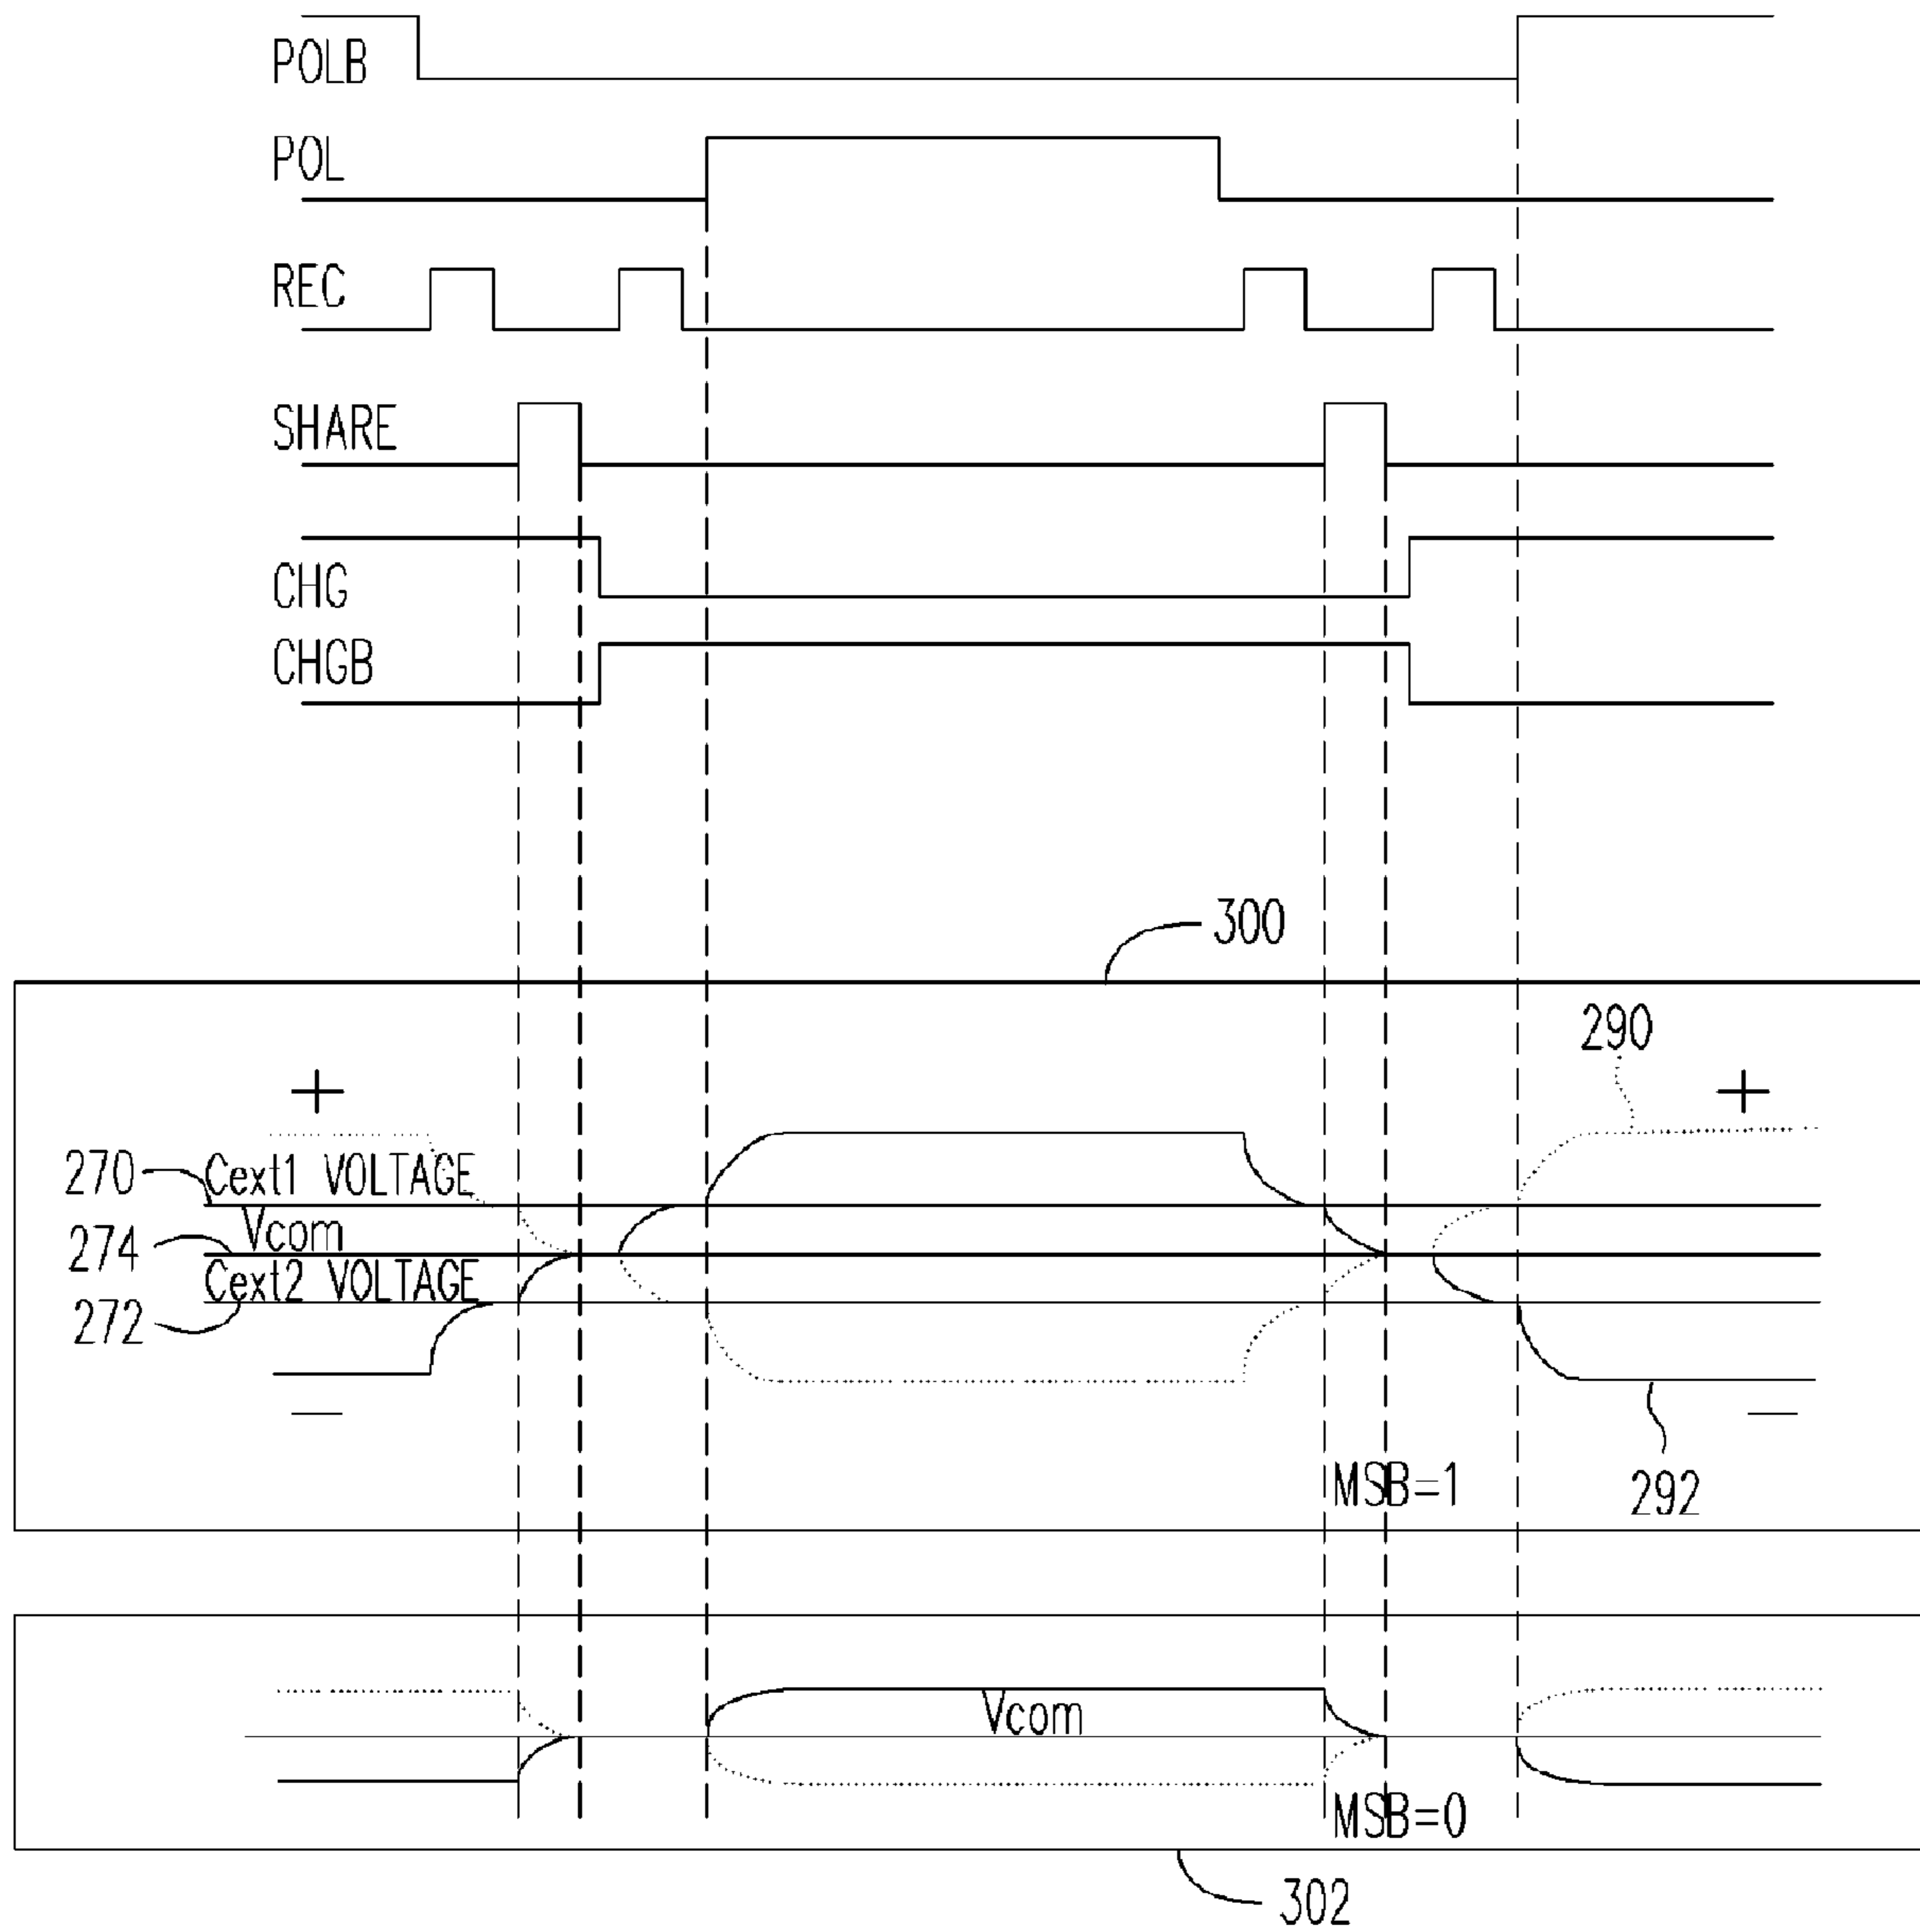 POLB
POL
REC
SHARE
CHG
CHGB
300
290
+
+
270
Cext1 VOLTAGE
Vcom
274
Cext2 VOLTAGE
272
—
—
MSB=1
292
Vcom
MSB=0
302